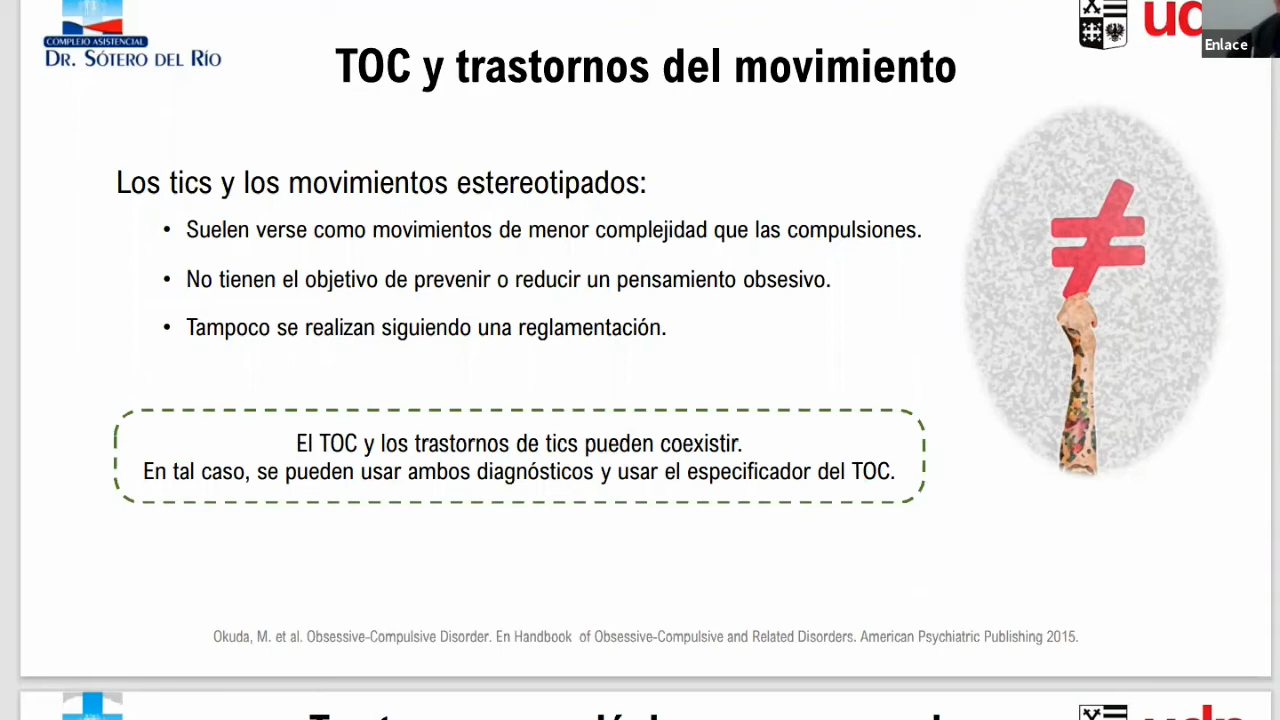 COMPLEJO ASISTENCIAL
DR. SÓTERO DEL RÍO
Enlace
TOC y trastornos del movimiento
Los tics y los movimientos estereotipados:
• Suelen verse como movimientos de menor complejidad que las compulsiones.
• No tienen el objetivo de prevenir o reducir un pensamiento obsesivo.
• Tampoco se realizan siguiendo una reglamentación.
≠
El TOC y los trastornos de tics pueden coexistir.
En tal caso, se pueden usar ambos diagnósticos y usar el especificador del TOC.
Okuda, M. et al. Obsessive-Compulsive Disorder. En Handbook of Obsessive-Compulsive and Related Disorders. American Psychiatric Publishing 2015.